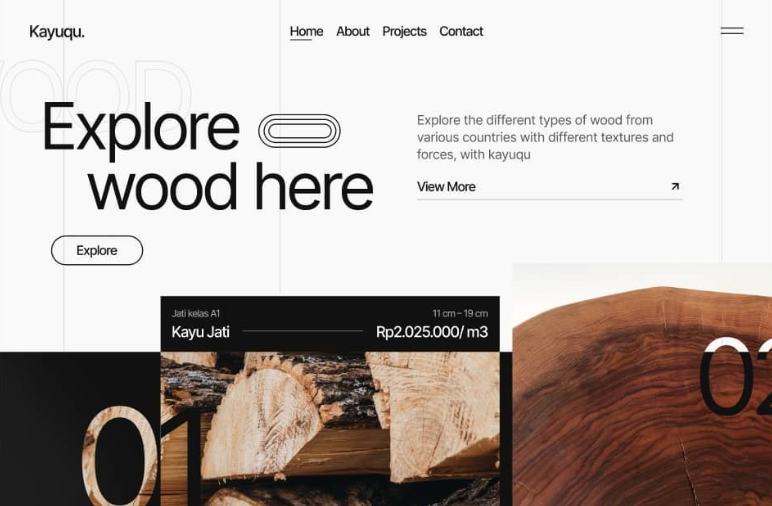 Kayuqu.
Home About Projects Contact
WOOD
Explore
wood here
Explore the different types of wood from
various countries with different textures and
forces, with kayuqu
View More
Explore
Jati kelas A1
11 cm – 19 cm
Kayu Jati
Rp2.025.000/ m3
01
02